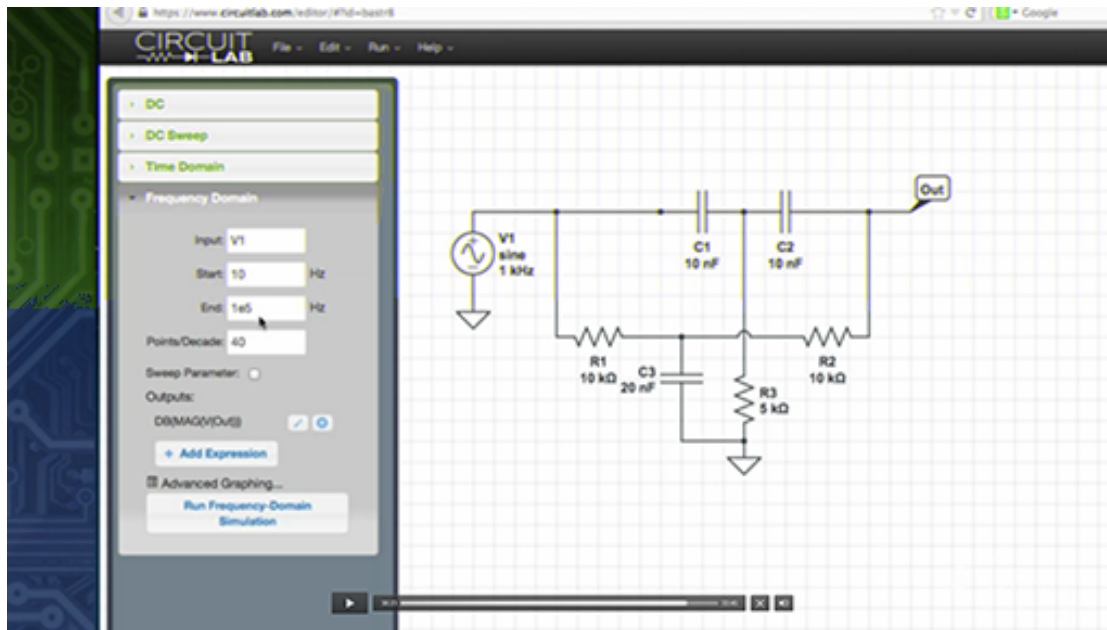 https://www.circuitlab.com/editor/#?id=bastr6
Google
CIRCUIT
LAB
File
Edit
Run
Help
DC
DC Sweep
Time Domain
Frequency Domain
Input: V1
Start: 10 Hz
End: 1e5 Hz
Points/Decade: 40
Sweep Parameter:
Outputs:
DB(MAG(V(Out)))
+ Add Expression
Advanced Graphing...
Run Frequency-Domain
Simulation
Out
V1
sine
1 kHz
C1
10 nF
C2
10 nF
R1
10 kΩ
C3
20 nF
R2
10 kΩ
R3
5 kΩ